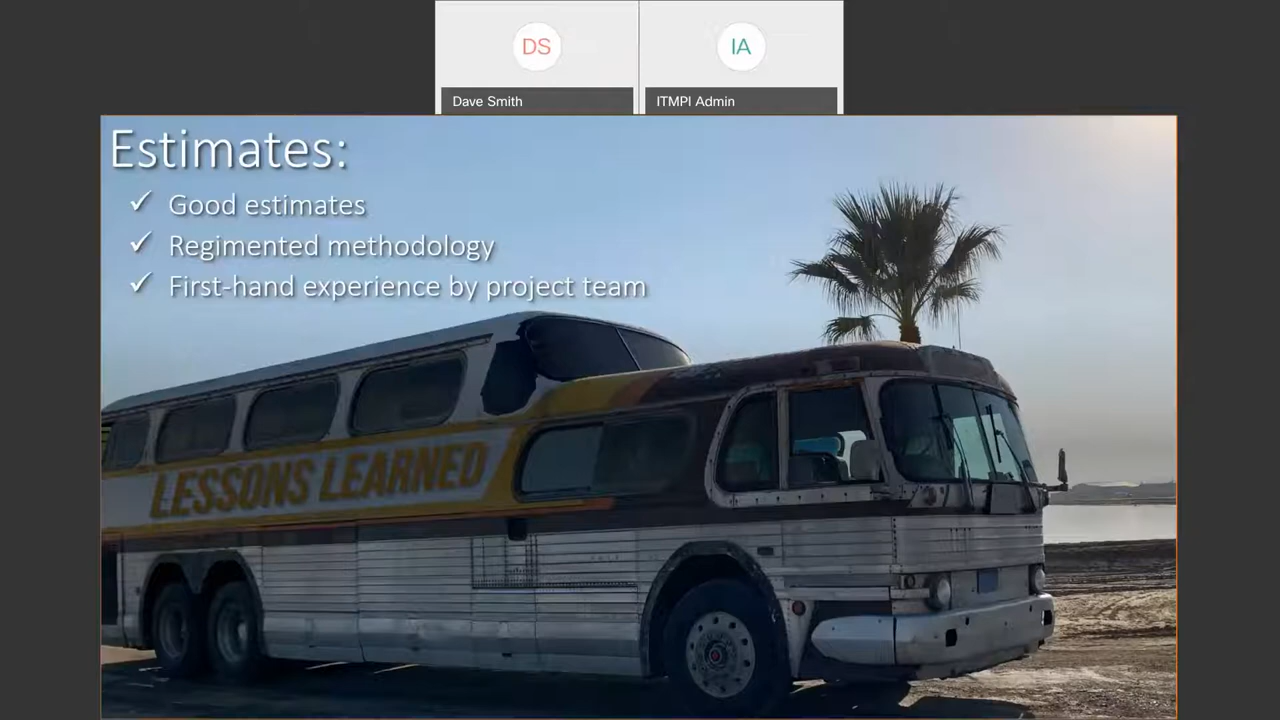 DS
IA
Dave Smith
ITMPI Admin
Estimates:
✓ Good estimates
✓ Regimented methodology
✓ First-hand experience by project team
LESSONS LEARNED